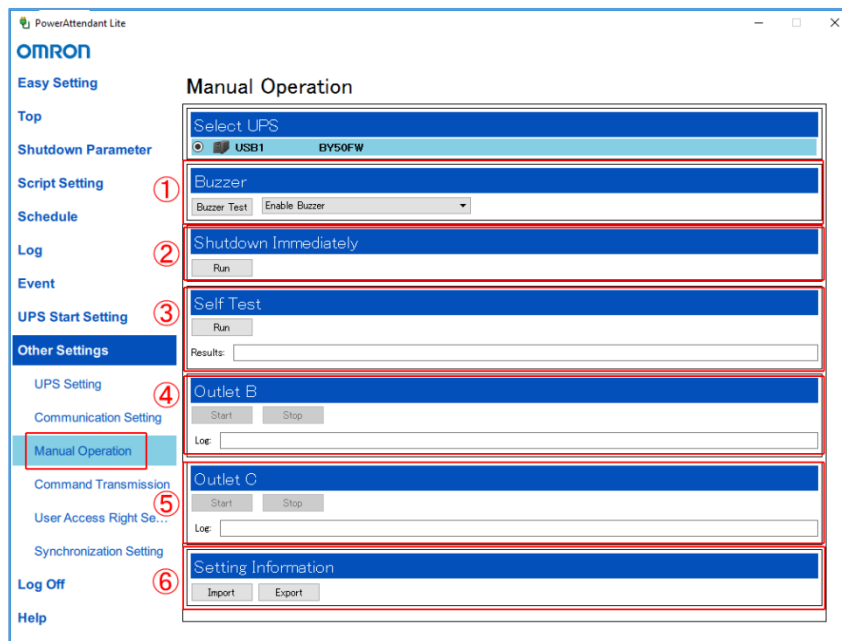 PowerAttendant Lite
OMRON
Easy Setting
Top
Shutdown Parameter
Script Setting
Schedule
Log
Event
UPS Start Setting
Other Settings
UPS Setting
Communication Setting
Manual Operation
Command Transmission
User Access Right Se...
Synchronization Setting
Log Off
Help
Manual Operation
Select UPS
USB1 BY50FW
① Buzzer
Buzzer Test Enable Buzzer
② Shutdown Immediately
Run
③ Self Test
Run
Results:
④ Outlet B
Start Stop
Log:
⑤ Outlet C
Start Stop
Log:
⑥ Setting Information
Import Export